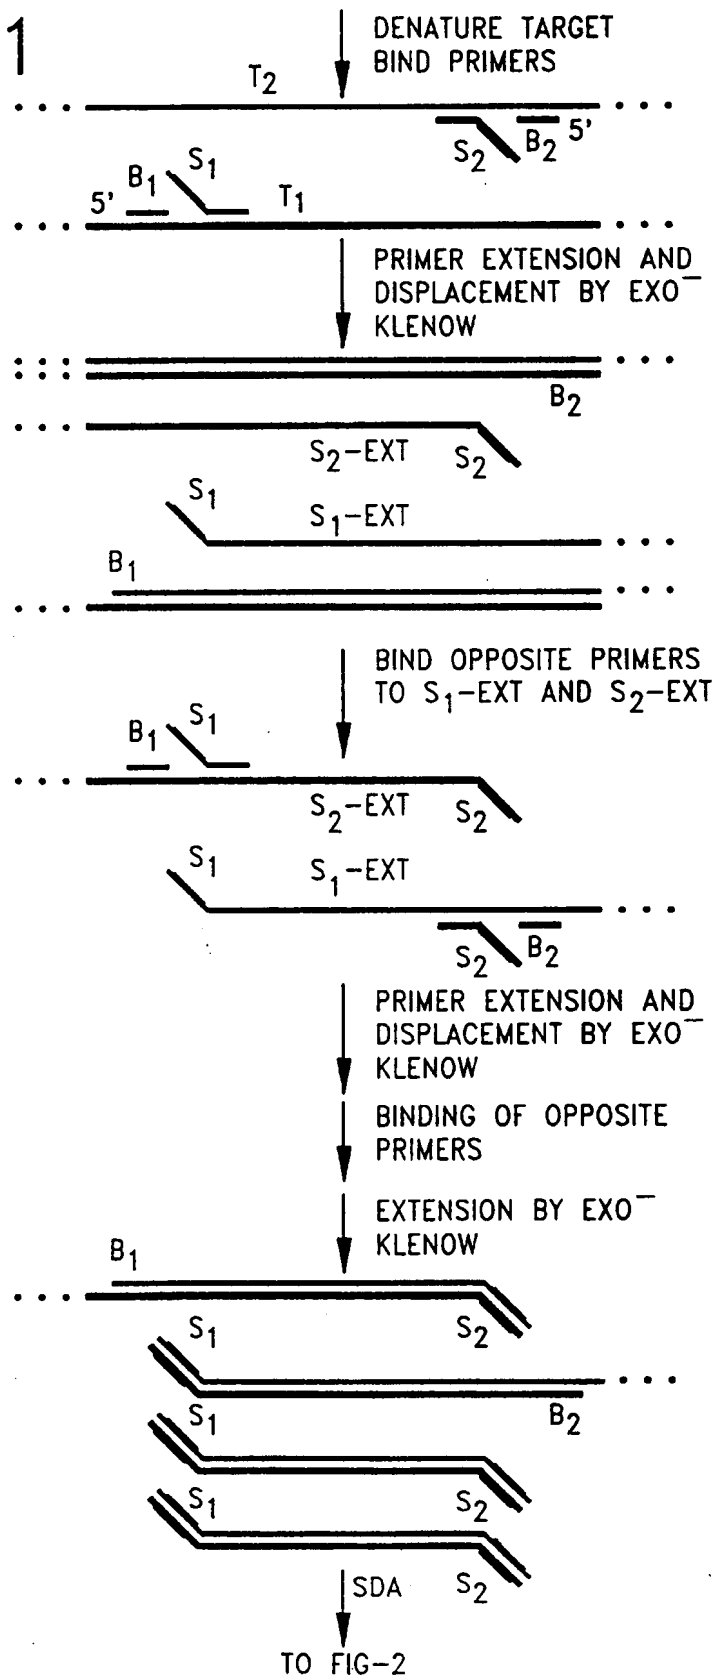 1
DENATURE TARGET
BIND PRIMERS
T2
5'
S2
B2
S1
B1
5'
T1
PRIMER EXTENSION AND
DISPLACEMENT BY EXO⁻
KLENOW
B2
S2-EXT
S2
S1
S1-EXT
B1
BIND OPPOSITE PRIMERS
TO S1-EXT AND S2-EXT
S1
B1
S2-EXT
S2
S1
S1-EXT
S2
B2
PRIMER EXTENSION AND
DISPLACEMENT BY EXO⁻
KLENOW
BINDING OF OPPOSITE
PRIMERS
EXTENSION BY EXO⁻
KLENOW
B1
S1
S2
S1
B2
S1
S2
S2
SDA
TO FIG-2